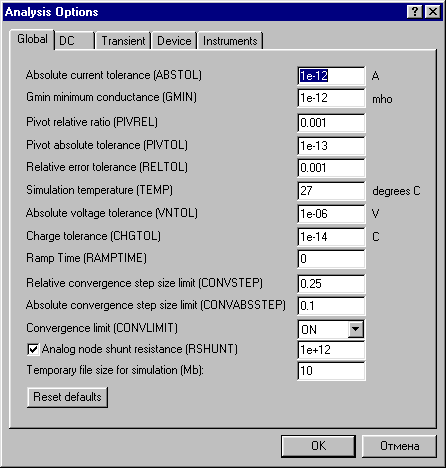 Analysis Options
Global DC Transient Device Instruments
Absolute current tolerance (ABSTOL) 1e-12 A
Gmin minimum conductance (GMIN) 1e-12 mho
Pivot relative ratio (PIVREL) 0.001
Pivot absolute tolerance (PIVTOL) 1e-13
Relative error tolerance (RELTOL) 0.001
Simulation temperature (TEMP) 27 degrees C
Absolute voltage tolerance (VNTOL) 1e-06 V
Charge tolerance (CHGTOL) 1e-14 C
Ramp Time (RAMPTIME) 0
Relative convergence step size limit (CONVSTEP) 0.25
Absolute convergence step size limit (CONVABSSTEP) 0.1
Convergence limit (CONVLIMIT) ON
Analog node shunt resistance (RSHUNT) 1e+12
Temporary file size for simulation (Mb): 10
Reset defaults
OK Отмена